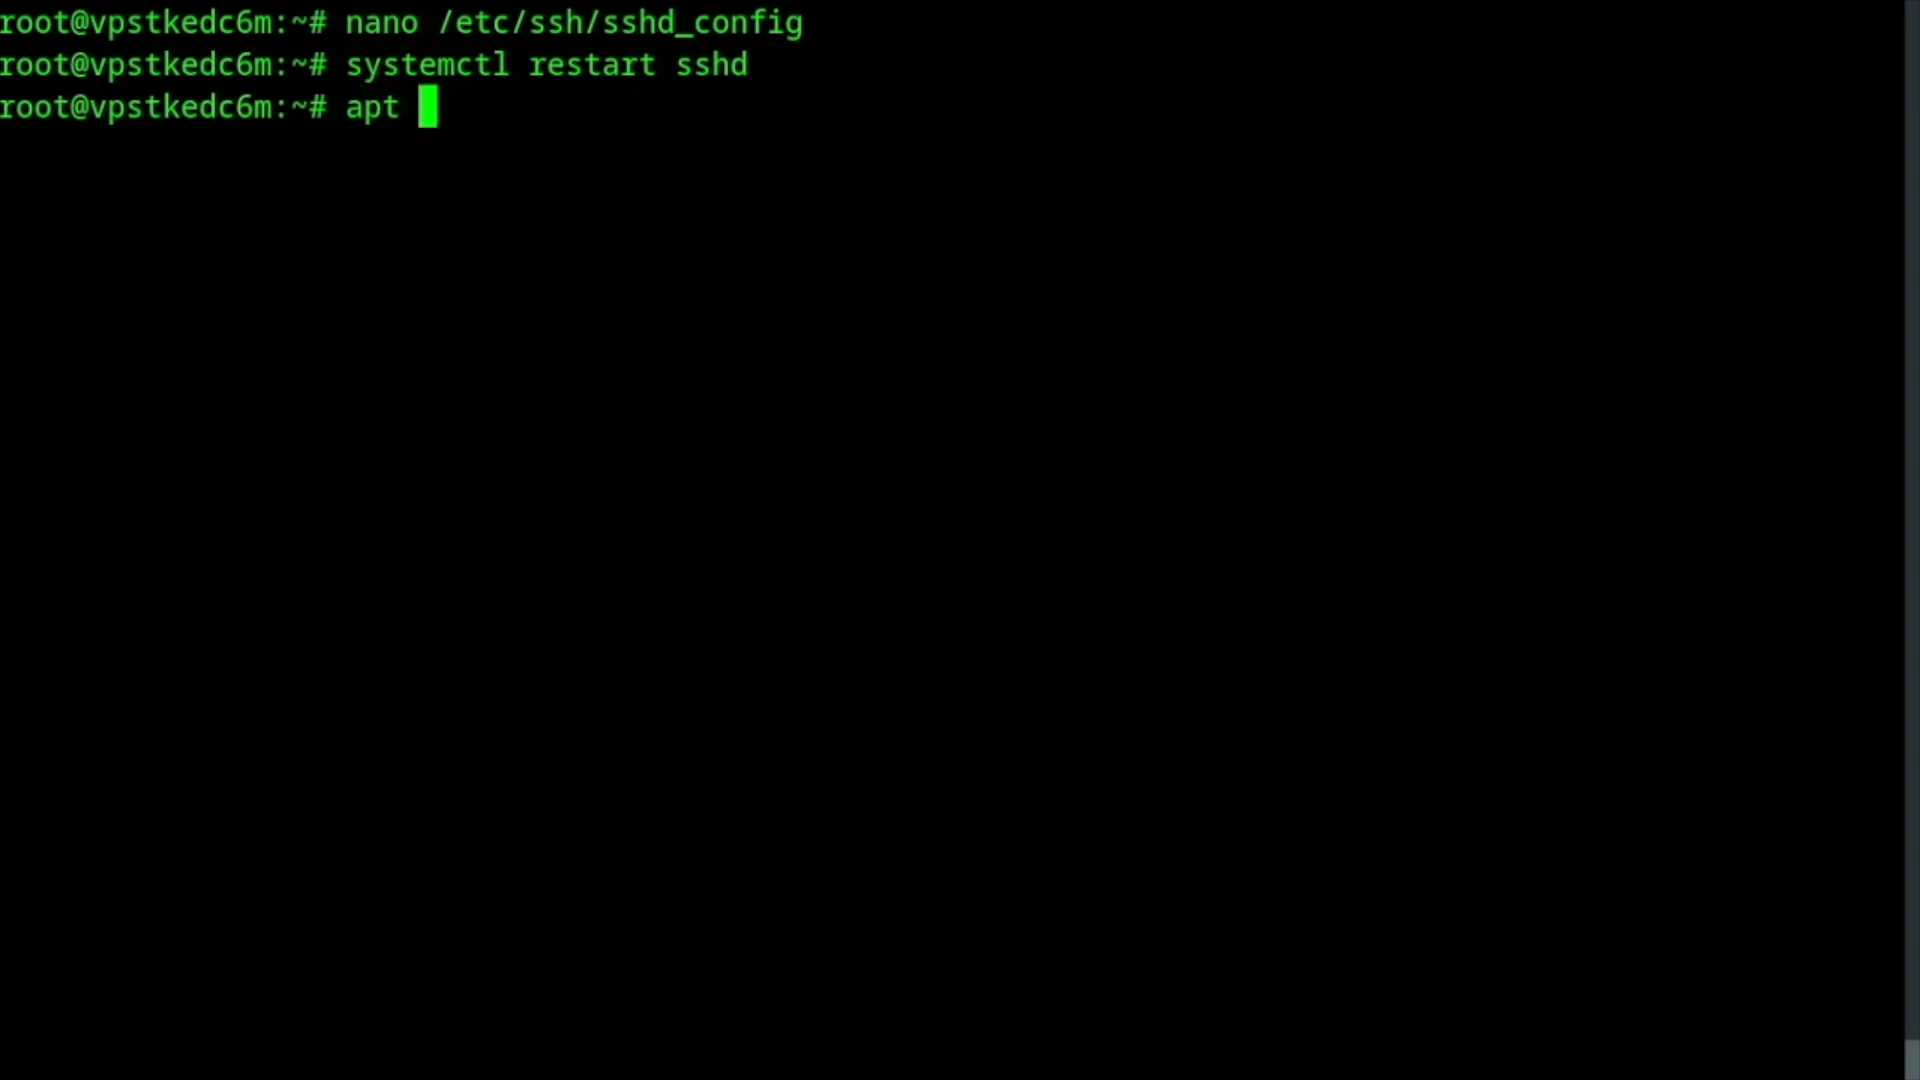 root@vpstkedc6m:~# nano /etc/ssh/sshd_config
root@vpstkedc6m:~# systemctl restart sshd
root@vpstkedc6m:~# apt